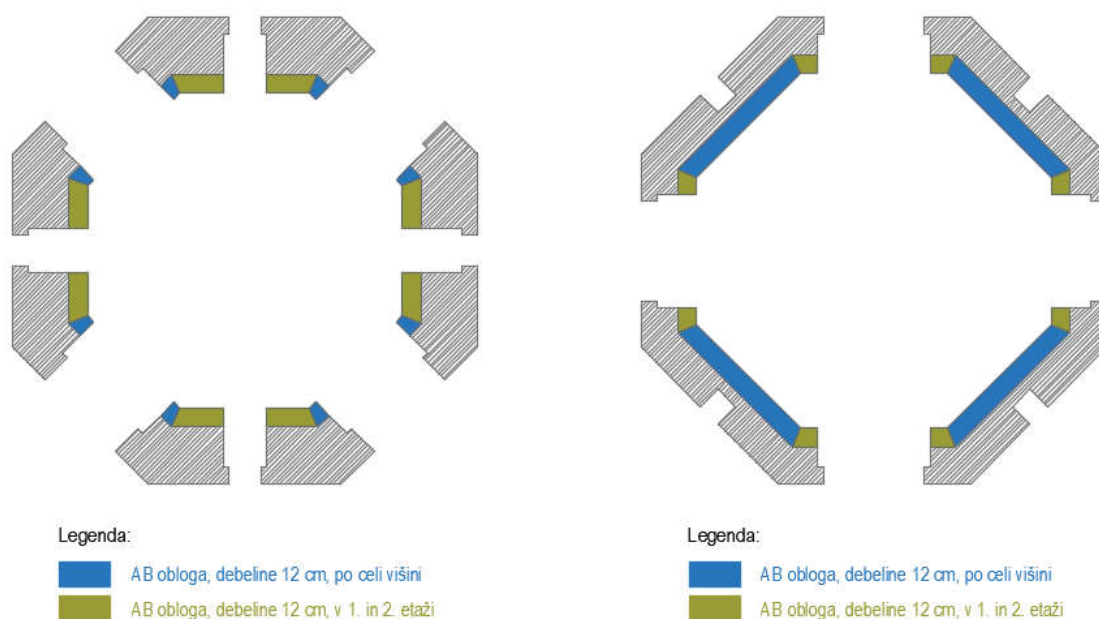 Legenda:
AB obloga, debeline 12 cm, po celi višini
AB obloga, debeline 12 cm, v 1. in 2. etaži
Legenda:
AB obloga, debeline 12 cm, po celi višini
AB obloga, debeline 12 cm, v 1. in 2. etaži